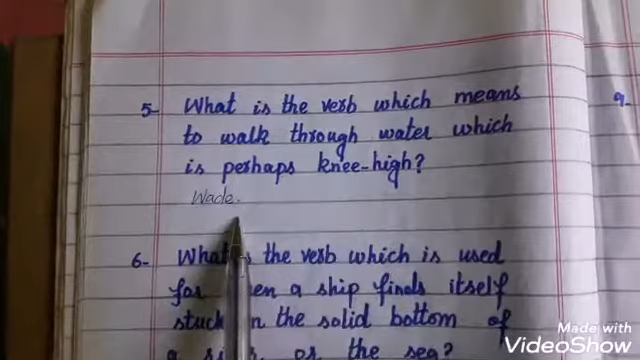 5- What is the verb which means
to walk through water which
is perhaps knee-high?
Wade.
6- What the verb which is used
for a ship finds itself
stuck the solid bottom of
a or the sea?
9-
Made with
VideoShow